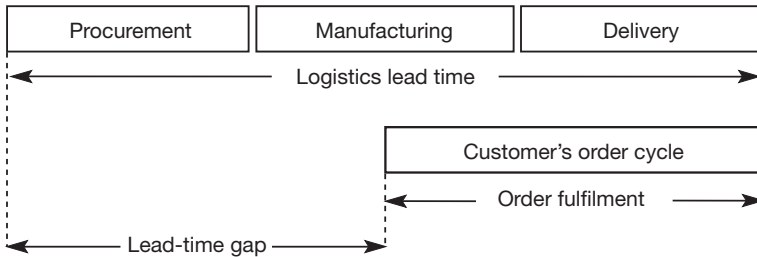 Procurement Manufacturing Delivery
Logistics lead time
Customer’s order cycle
Order fulfilment
Lead-time gap